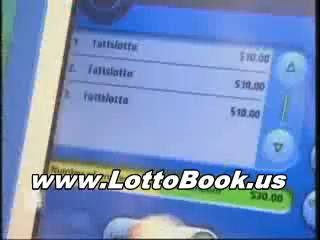 1. Tattslotto $10.00
2. Tattslotto $10.00
3. Tattslotto $10.00
$30.00
www.LottoBook.us